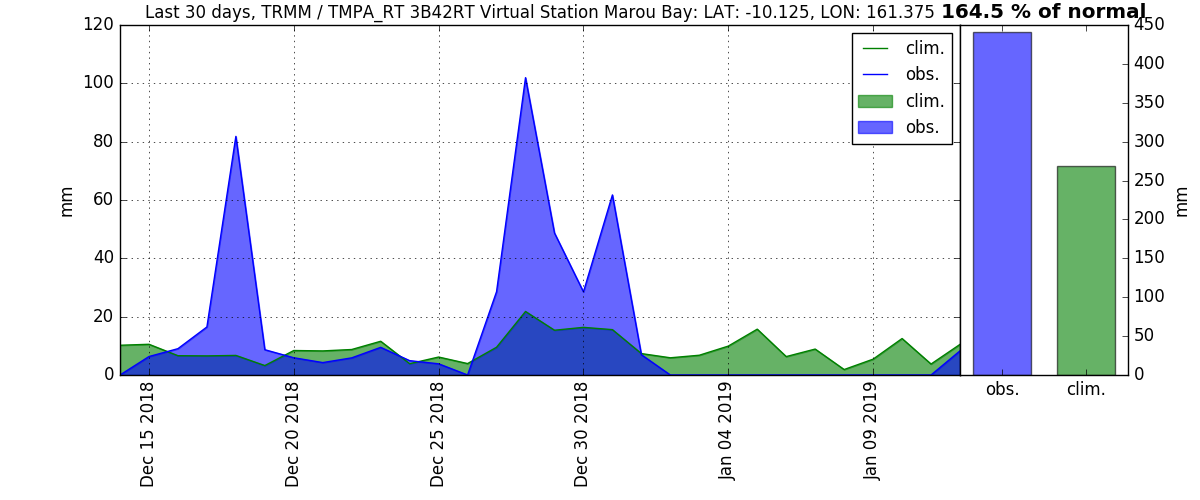 Last 30 days, TRMM / TMPA_RT 3B42RT Virtual Station Marou Bay: LAT: -10.125, LON: 161.375 164.5 % of normal
120
100
80
60
40
20
0
mm
clim.
obs.
clim.
obs.
Dec 15 2018
Dec 20 2018
Dec 25 2018
Dec 30 2018
Jan 04 2019
Jan 09 2019
450
400
350
300
250
200
150
100
50
0
mm
obs.
clim.